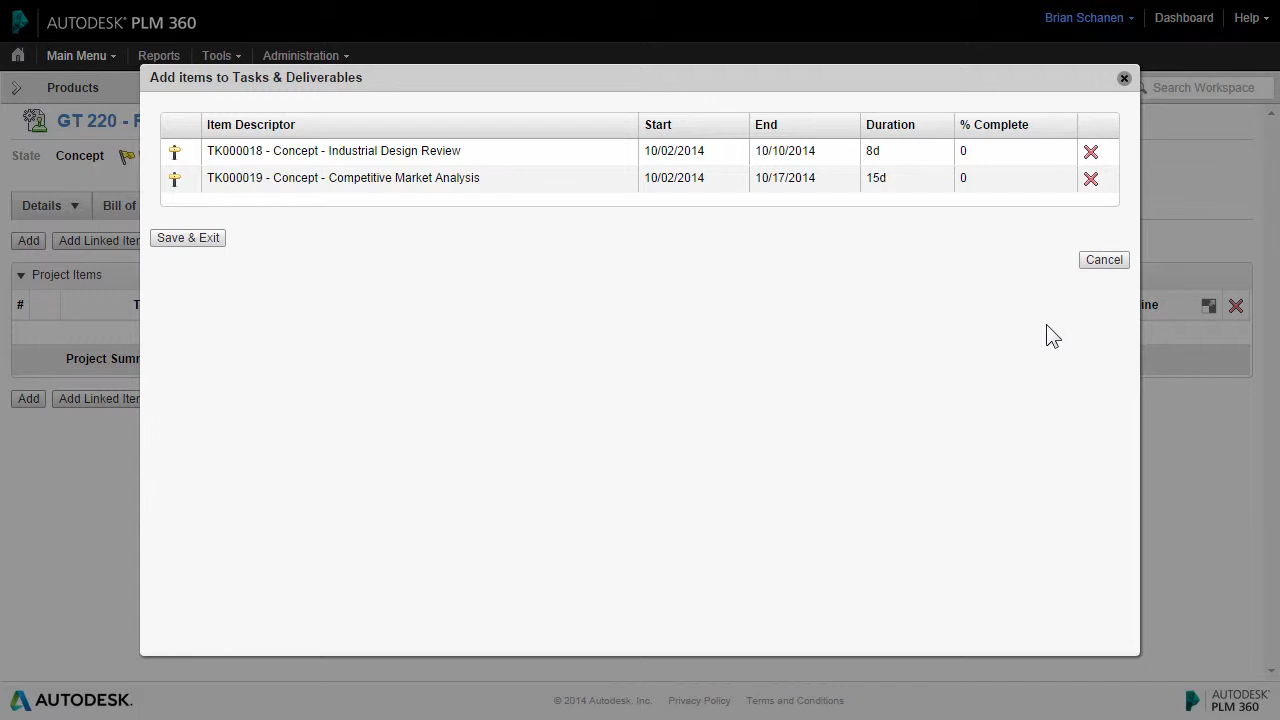 AUTODESK® PLM 360
Brian Schanen Dashboard Help
Main Menu Reports Tools Administration
Add items to Tasks & Deliverables
Products
Search Workspace
Item Descriptor Start End Duration % Complete
GT 220 -
TK000018 - Concept - Industrial Design Review 10/02/2014 10/10/2014 8d 0
State Concept
TK000019 - Concept - Competitive Market Analysis 10/02/2014 10/17/2014 15d 0
Details Bill of
Save & Exit
Add Add Linked
Cancel
Project Items
#
Project
Add Add Linked
AUTODESK.
© 2014 Autodesk, Inc. Privacy Policy Terms and Conditions
AUTODESK®
PLM 360